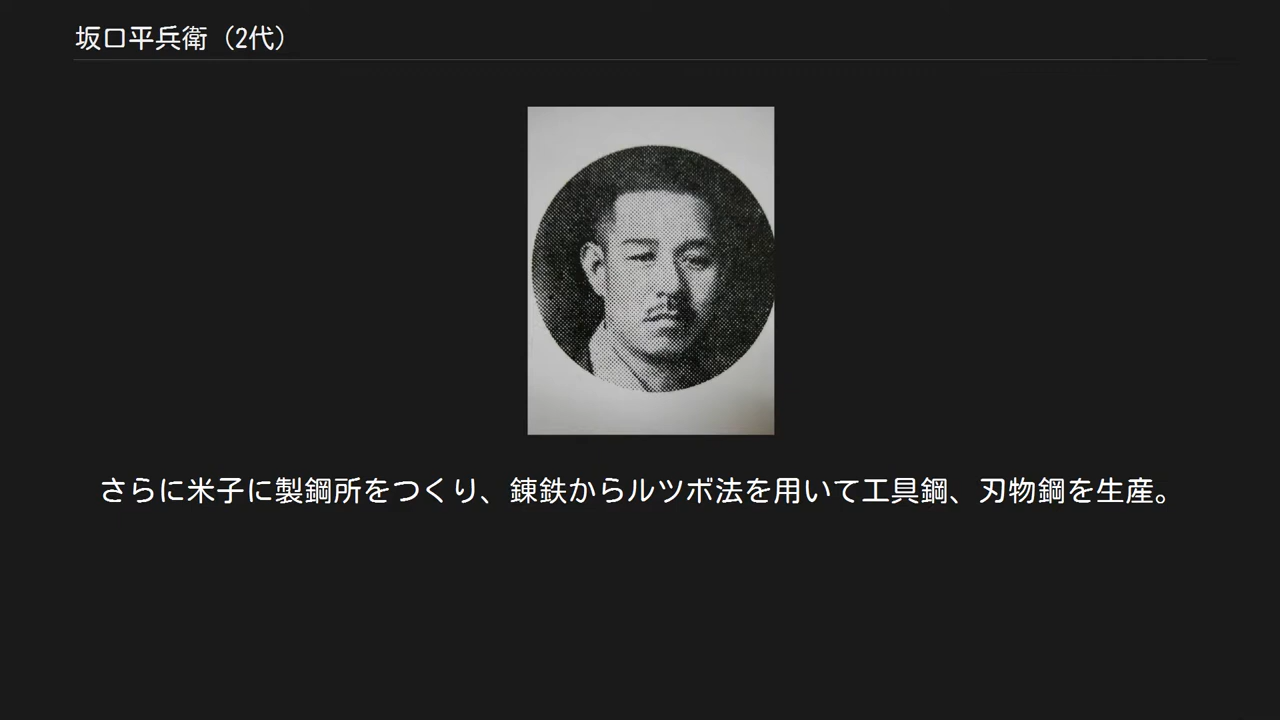 坂口平兵衛（2代）
さらに米子に製鋼所をつくり、錬鉄からルツボ法を用いて工具鋼、刃物鋼を生産。